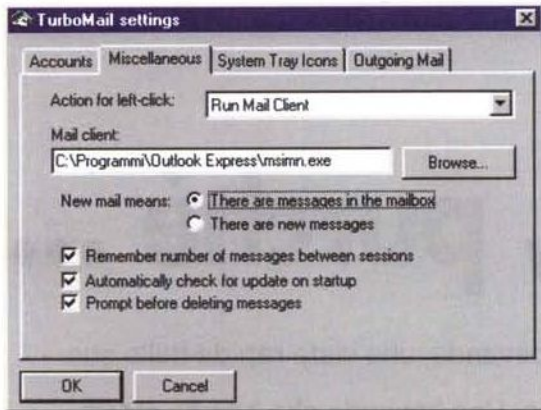 TurboMail settings
Accounts Miscellaneous System Tray Icons Outgoing Mail
Action for left-click: Run Mail Client
Mail client:
C:\Programmi\Outlook Express\msimn.exe Browse...
New mail means: There are messages in the mailbox
There are new messages
Remember number of messages between sessions
Automatically check for update on startup
Prompt before deleting messages
OK Cancel